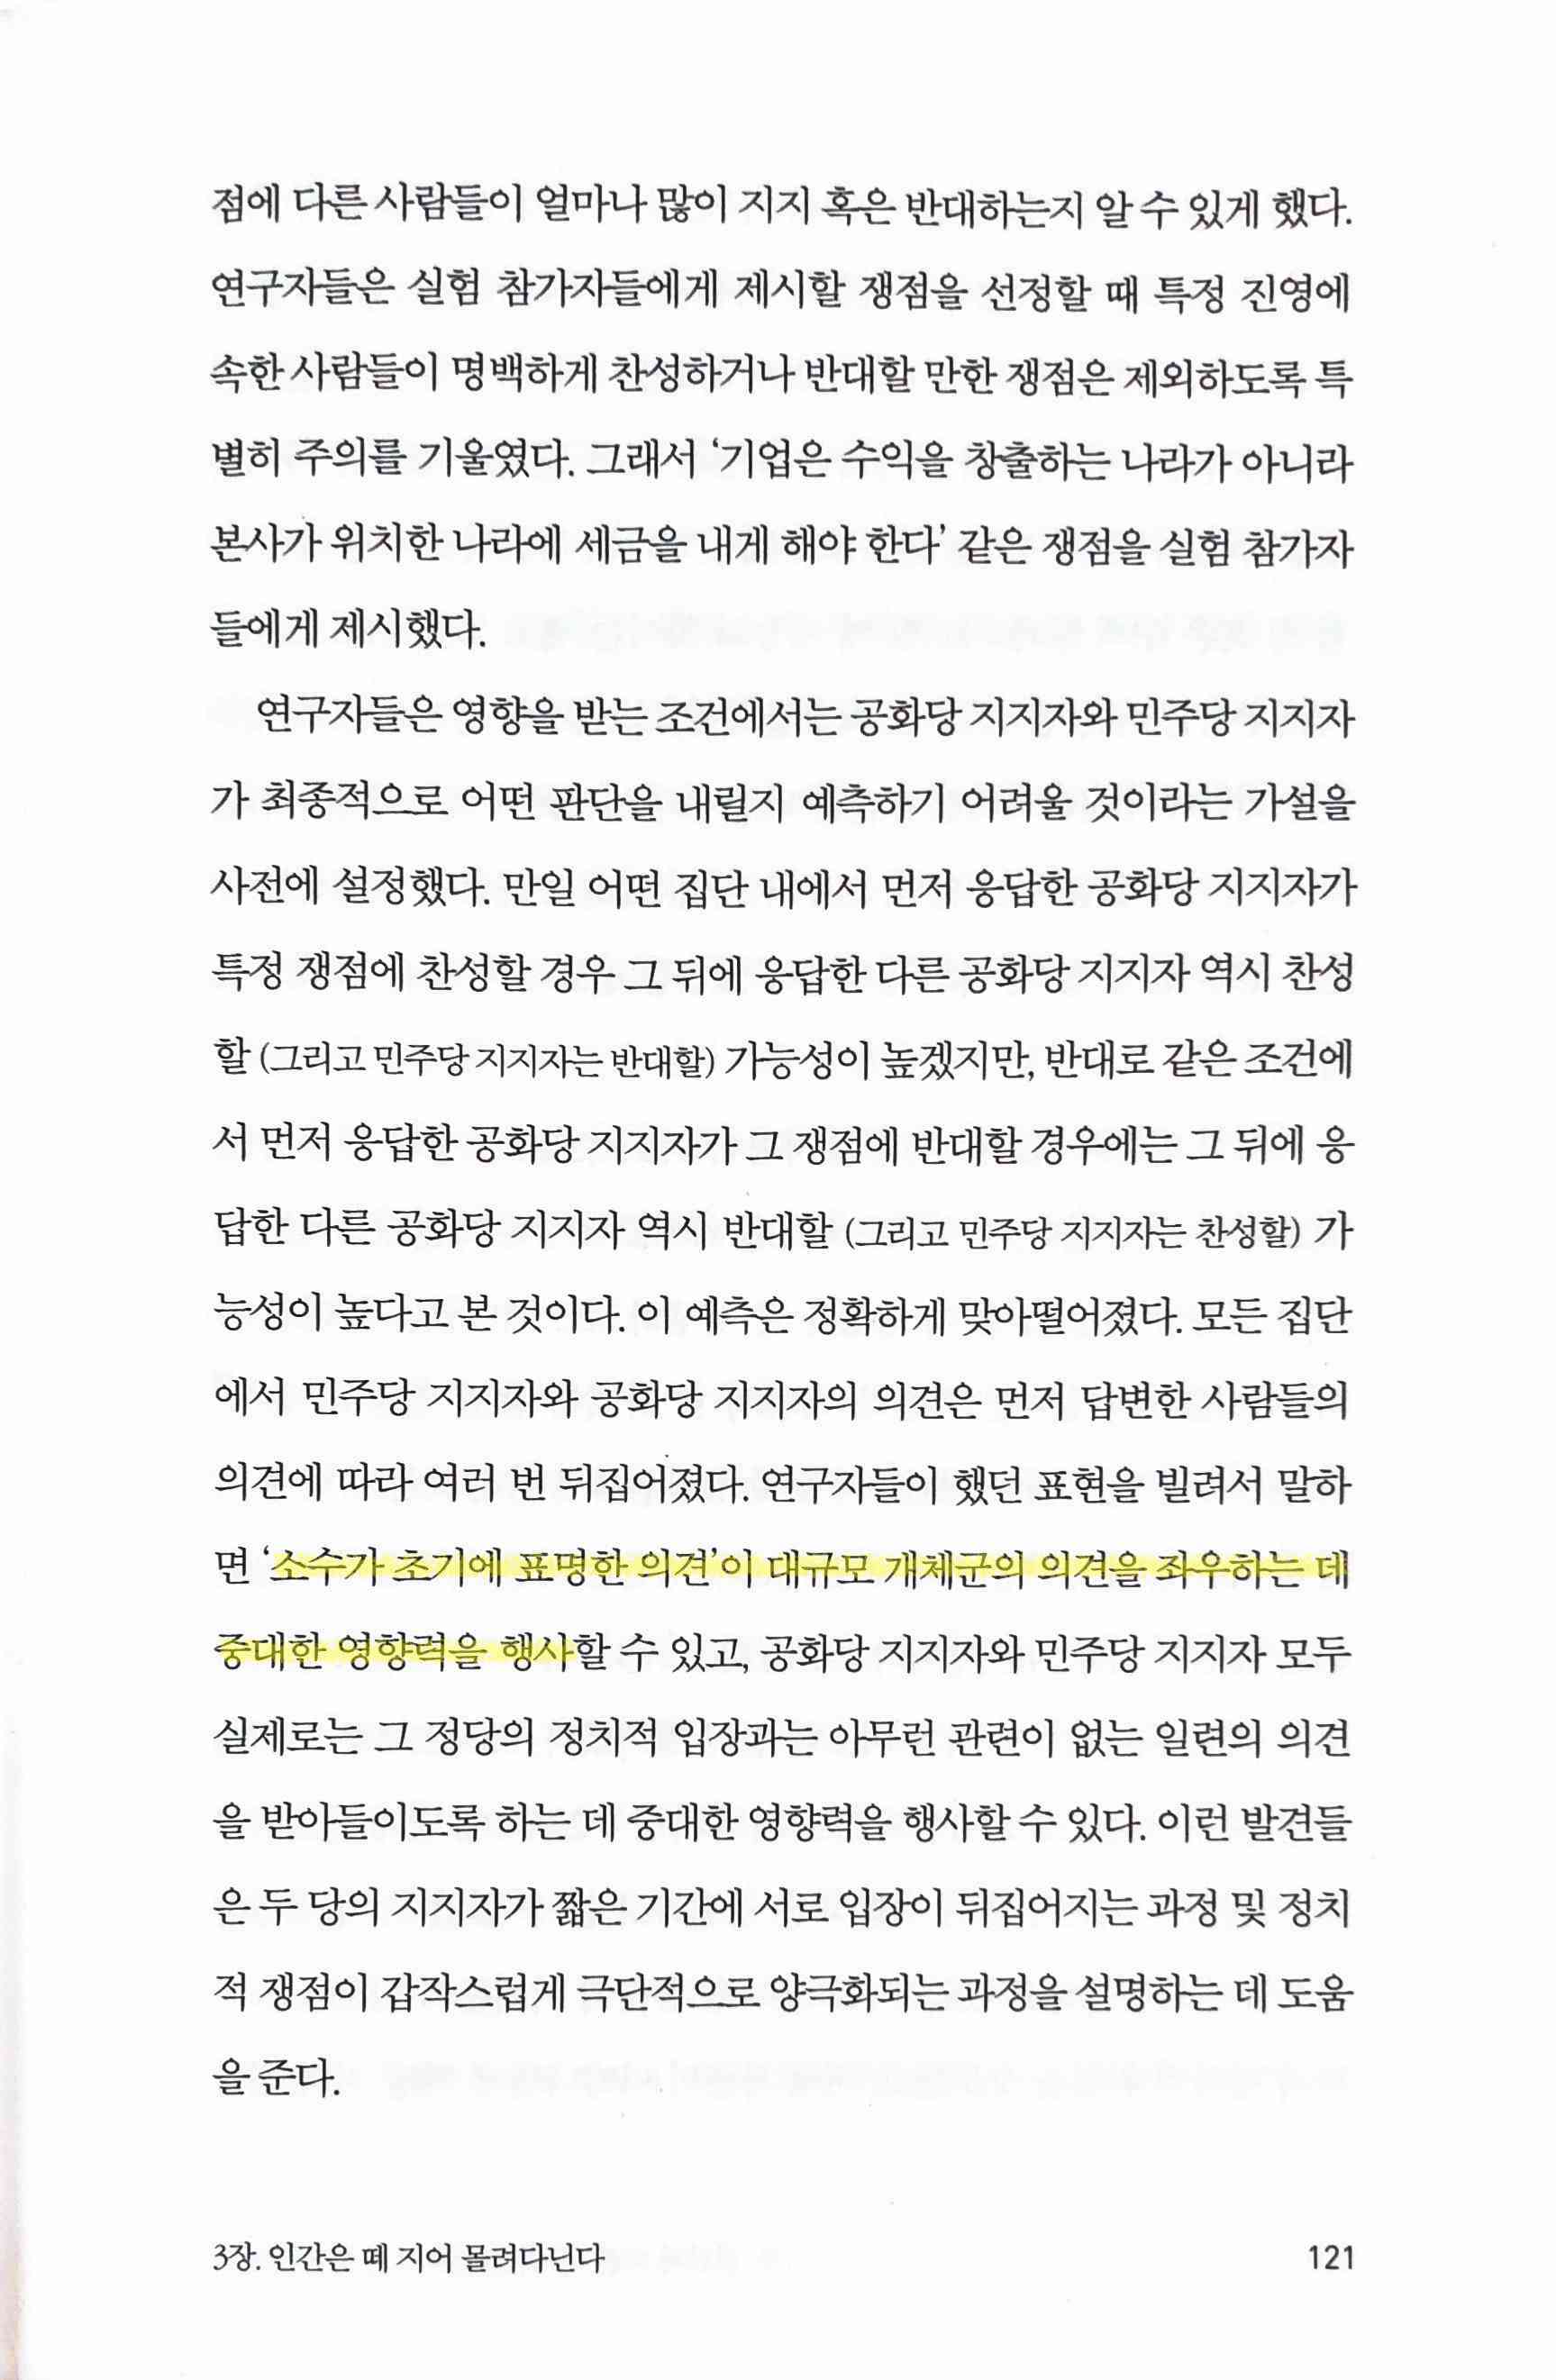 점에 다른 사람들이 얼마나 많이 지지 혹은 반대하는지 알 수 있게 했다.
연구자들은 실험 참가자들에게 제시할 쟁점을 선정할 때 특정 진영에
속한 사람들이 명백하게 찬성하거나 반대할 만한 쟁점은 제외하도록 특
별히 주의를 기울였다. 그래서 ‘기업은 수익을 창출하는 나라가 아니라
본사가 위치한 나라에 세금을 내게 해야 한다’ 같은 쟁점을 실험 참가자
들에게 제시했다.
연구자들은 영향을 받는 조건에서는 공화당 지지자와 민주당 지지자
가 최종적으로 어떤 판단을 내릴지 예측하기 어려울 것이라는 가설을
사전에 설정했다. 만일 어떤 집단 내에서 먼저 응답한 공화당 지지자가
특정 쟁점에 찬성할 경우 그 뒤에 응답한 다른 공화당 지지자 역시 찬성
할 (그리고 민주당 지지자는 반대할) 가능성이 높겠지만, 반대로 같은 조건에
서 먼저 응답한 공화당 지지자가 그 쟁점에 반대할 경우에는 그 뒤에 응
답한 다른 공화당 지지자 역시 반대할 (그리고 민주당 지지자는 찬성할) 가
능성이 높다고 본 것이다. 이 예측은 정확하게 맞아떨어졌다. 모든 집단
에서 민주당 지지자와 공화당 지지자의 의견은 먼저 답변한 사람들의
의견에 따라 여러 번 뒤집어졌다. 연구자들이 했던 표현을 빌려서 말하
면 ‘소수가 초기에 표명한 의견’이 대규모 개체군의 의견을 좌우하는 데
중대한 영향력을 행사할 수 있고, 공화당 지지자와 민주당 지지자 모두
실제로는 그 정당의 정치적 입장과는 아무런 관련이 없는 일련의 의견
을 받아들이도록 하는 데 중대한 영향력을 행사할 수 있다. 이런 발견들
은 두 당의 지지자가 짧은 기간에 서로 입장이 뒤집어지는 과정 및 정치
적 쟁점이 갑작스럽게 극단적으로 양극화되는 과정을 설명하는 데 도움
을 준다.
3장. 인간은 떼 지어 몰려다닌다
121